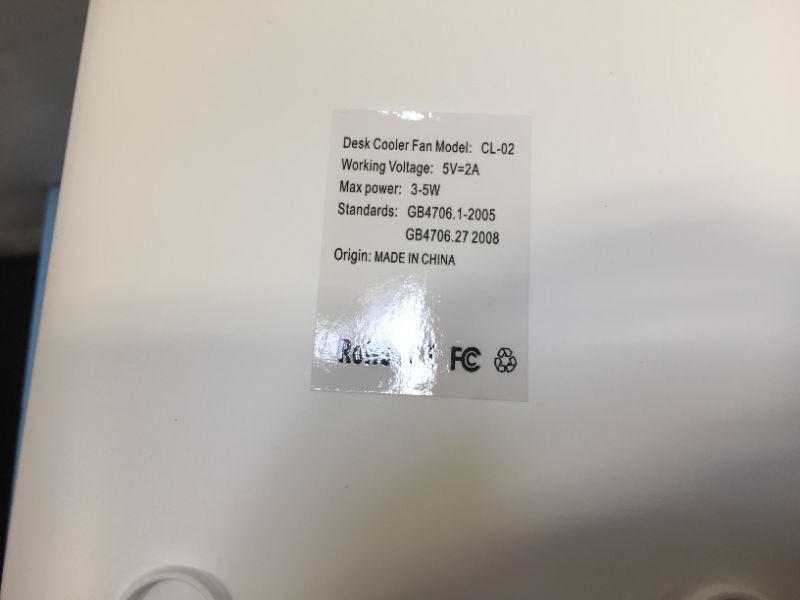 Desk Cooler Fan Model: CL-02
Working Voltage: 5V=2A
Max power: 3-5W
Standards: GB4706.1-2005
GB4706.27 2008
Origin: MADE IN CHINA
FC